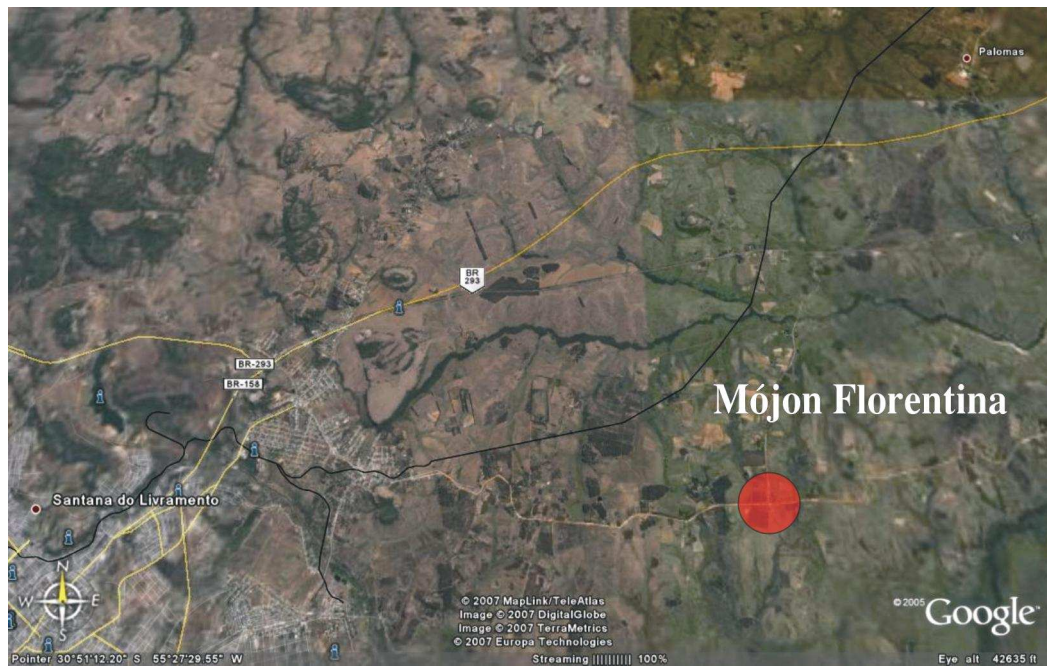 Palomas
BR
293
BR-293
BR-158
Mójon Florentina
Santana do Livramento
N
W E
S
© 2007 MapLink/TeleAtlas
Image © 2007 DigitalGlobe
Image © 2007 TerraMetrics
© 2007 Europa Technologies
© 2005 Google™
Pointer 30°51'12.20" S 55°27'29.55" W
Streaming |||||||||| 100%
Eye alt 42635 ft